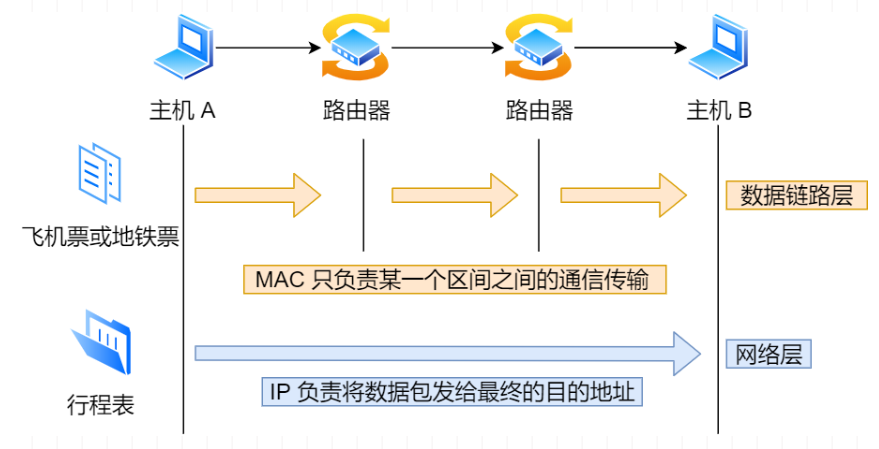 主机 A
路由器
路由器
主机 B
飞机票或地铁票
数据链路层
MAC 只负责某一个区间之间的通信传输
行程表
网络层
IP 负责将数据包发给最终的目的地址